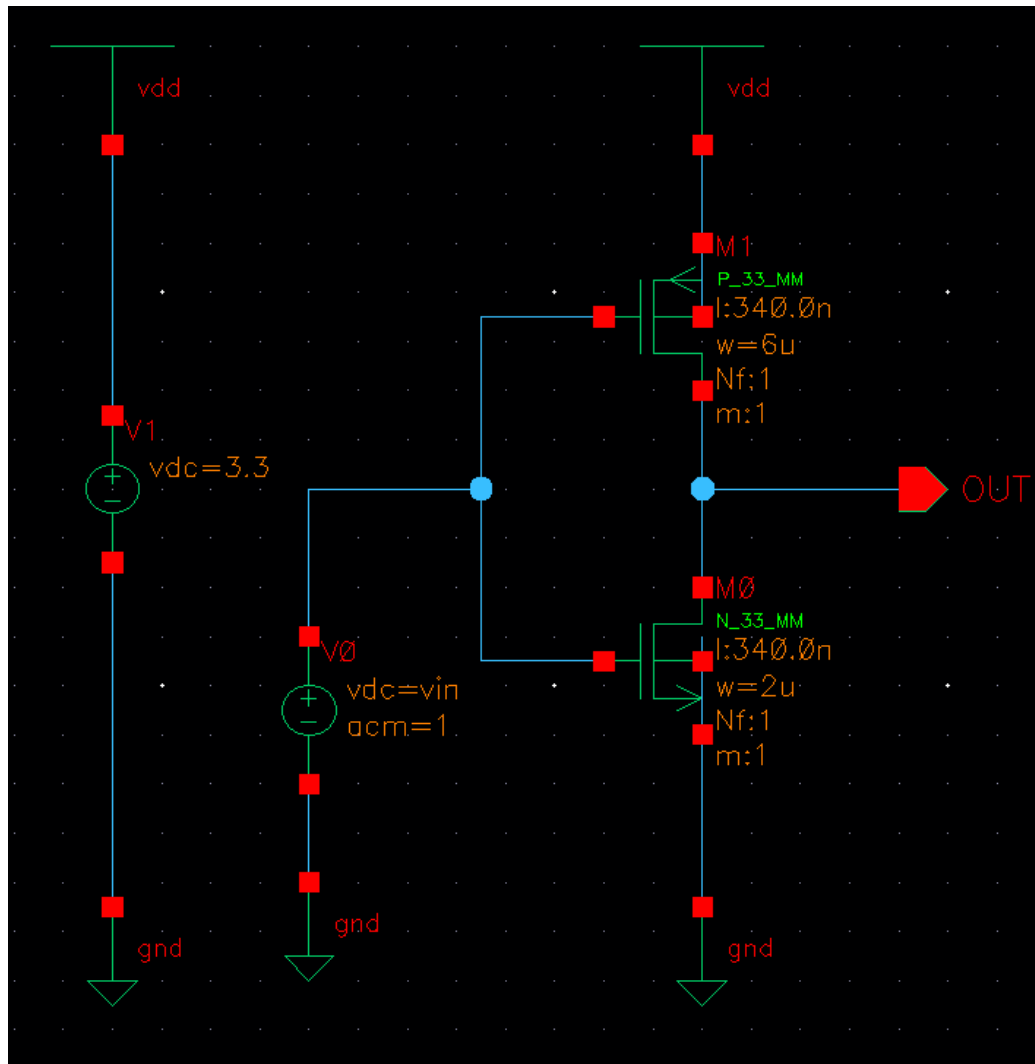 vdd
vdd
M1
P_33_MM
l:340.0n
w=6u
Nf:1
m:1
V1
vdc=3.3
OUT
M0
N_33_MM
l:340.0n
w=2u
Nf:1
m:1
V0
vdc=vin
acm=1
gnd
gnd
gnd